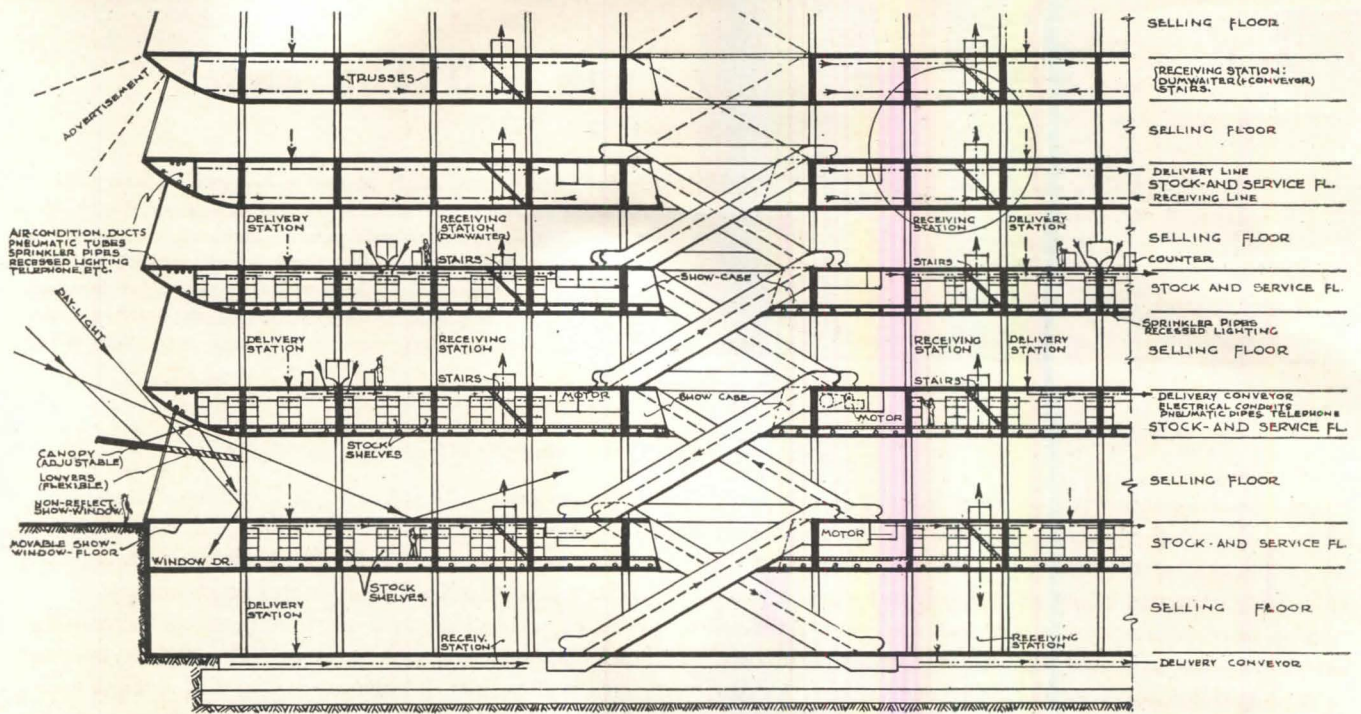 SELLING FLOOR
TRUSSES
{RECEIVING STATION:
DUMWAITER (+CONVEYOR)
STAIRS.
ADVERTISEMENT
SELLING FLOOR
DELIVERY LINE
STOCK-AND SERVICE FL.
RECEIVING LINE
AIR-CONDITION. DUCTS
PNEUMATIC TUBES
SPRINKLER PIPES
RECESSED LIGHTING
TELEPHONE, ETC.
DELIVERY
STATION
RECEIVING
STATION
(DUMWAITER)
STAIRS
RECEIVING
STATION
DELIVERY
STATION
STAIRS
SELLING FLOOR
COUNTER
SHOW-CASE
STOCK AND SERVICE FL.
SPRINKLER PIPES
RECESSED LIGHTING
DAY-LIGHT
DELIVERY
STATION
RECEIVING
STATION
STAIRS
RECEIVING
STATION
DELIVERY
STATION
STAIRS
SELLING FLOOR
MOTOR
SHOW CASE
MOTOR
DELIVERY CONVEYOR
ELECTRICAL CONDUITS
PNEUMATIC PIPES TELEPHONE
STOCK-AND SERVICE FL
STOCK
SHELVES
CANOPY
(ADJUSTABLE)
LOUVERS
(FLEXIBLE)
NON-REFLECT.
SHOW-WINDOW
SELLING FLOOR
MOVABLE SHOW-
WINDOW-FLOOR
WINDOW DR.
STOCK
SHELVES
MOTOR
STOCK-AND SERVICE FL
DELIVERY
STATION
RECEIV.
STATION
RECEIVING
STATION
SELLING FLOOR
DELIVERY CONVEYOR